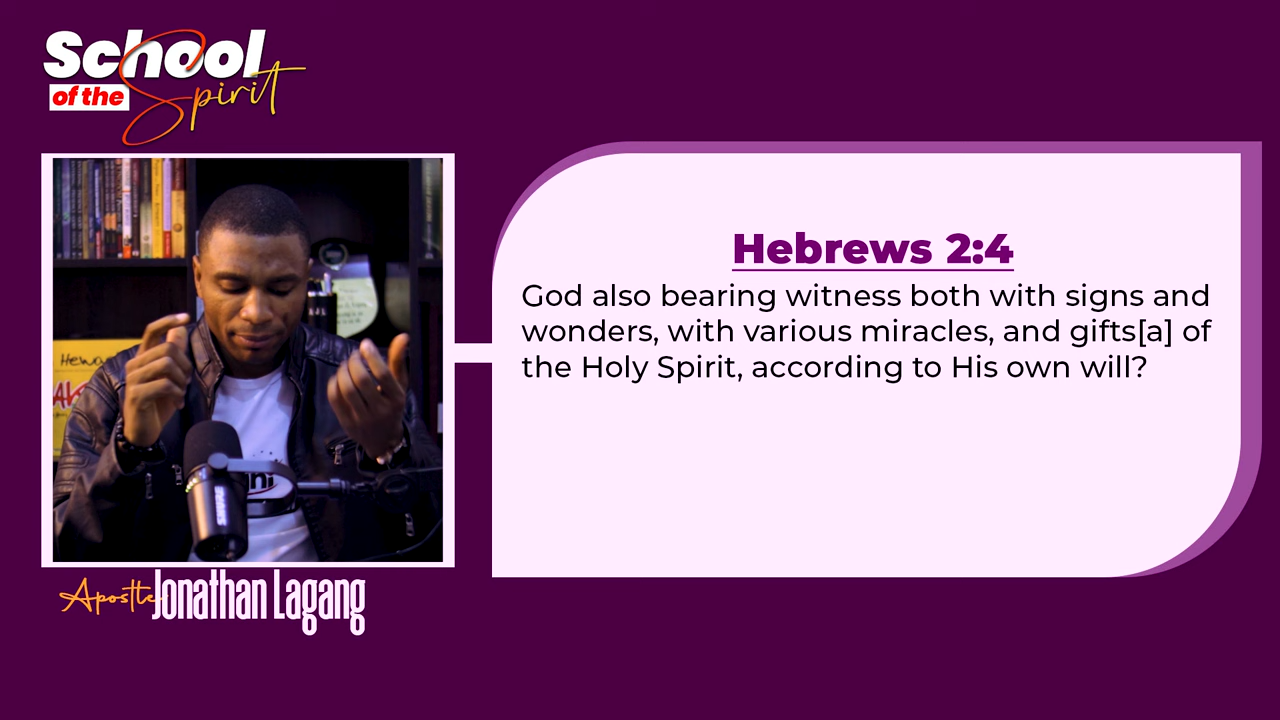 School
of the Spirit
Hebrews 2:4
God also bearing witness both with signs and
wonders, with various miracles, and gifts[a] of
the Holy Spirit, according to His own will?
Apostle Jonathan Lagang